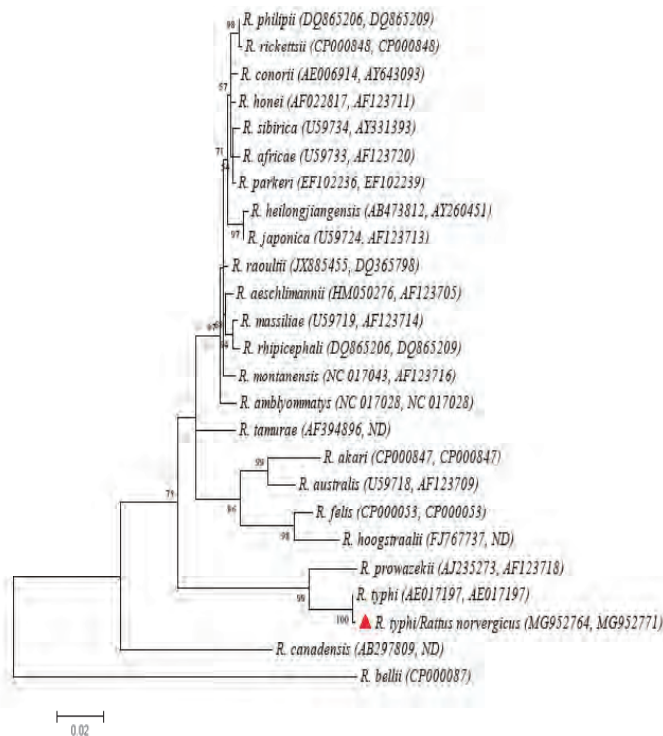 98
R. philipii (DQ865206, DQ865209)
R. rickettsii (CP000848, CP000848)
R. conorii (AE006914, AY643093)
57
R. honei (AF022817, AF123711)
R. sibirica (U59734, AY331393)
71
R. africae (U59733, AF123720)
R. parkeri (EF102236, EF102239)
R. heilongjiangensis (AB473812, AY260451)
97
R. japonica (U59724, AF123713)
R. raoultii (JX885455, DQ365798)
R. aeschlimannii (HM050276, AF123705)
R. massiliae (U59719, AF123714)
R. rhipicephali (DQ865206, DQ865209)
R. montanensis (NC 017043, AF123716)
R. amblyommatys (NC 017028, NC 017028)
R. tamurae (AF394896, ND)
R. akari (CP000847, CP000847)
99
R. australis (U59718, AF123709)
79
86
R. felis (CP000053, CP000053)
98
R. hoogstraalii (FJ767737, ND)
R. prowazekii (AJ235273, AF123718)
99
R. typhi (AE017197, AE017197)
100
R. typhi/Rattus norvergicus (MG952764, MG952771)
R. canadensis (AB297809, ND)
R. bellii (CP000087)
0.02